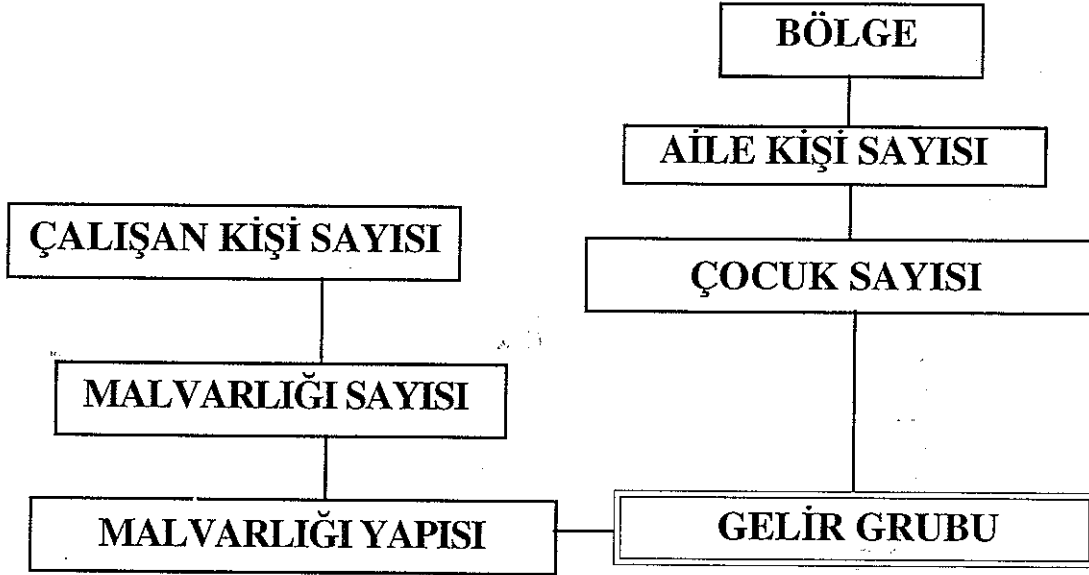 BÖLGE
AİLE KİŞİ SAYISI
ÇALIŞAN KİŞİ SAYISI
ÇOCUK SAYISI
MALVARLIĞI SAYISI
MALVARLIĞI YAPISI
GELİR GRUBU